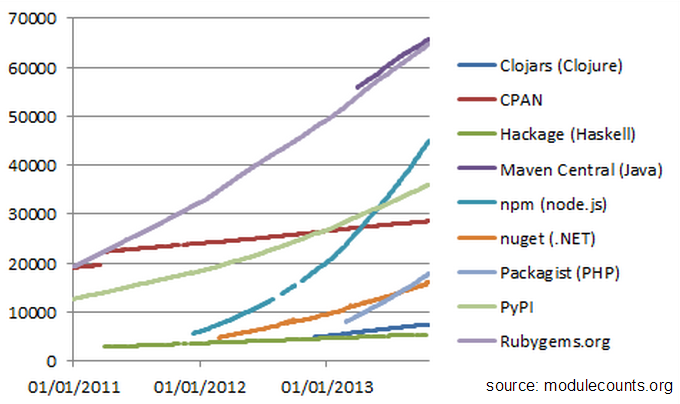 70000
60000
50000
40000
30000
20000
10000
0
01/01/2011
01/01/2012
01/01/2013
Clojars (Clojure)
CPAN
Hackage (Haskell)
Maven Central (Java)
npm (node.js)
nuget (.NET)
Packagist (PHP)
PyPI
Rubygems.org
source: modulecounts.org